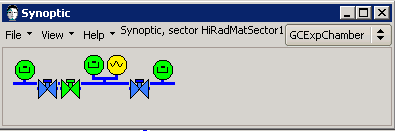 Synoptic
File View Help Synoptic, sector HiRadMatSector1 GCExpChamber